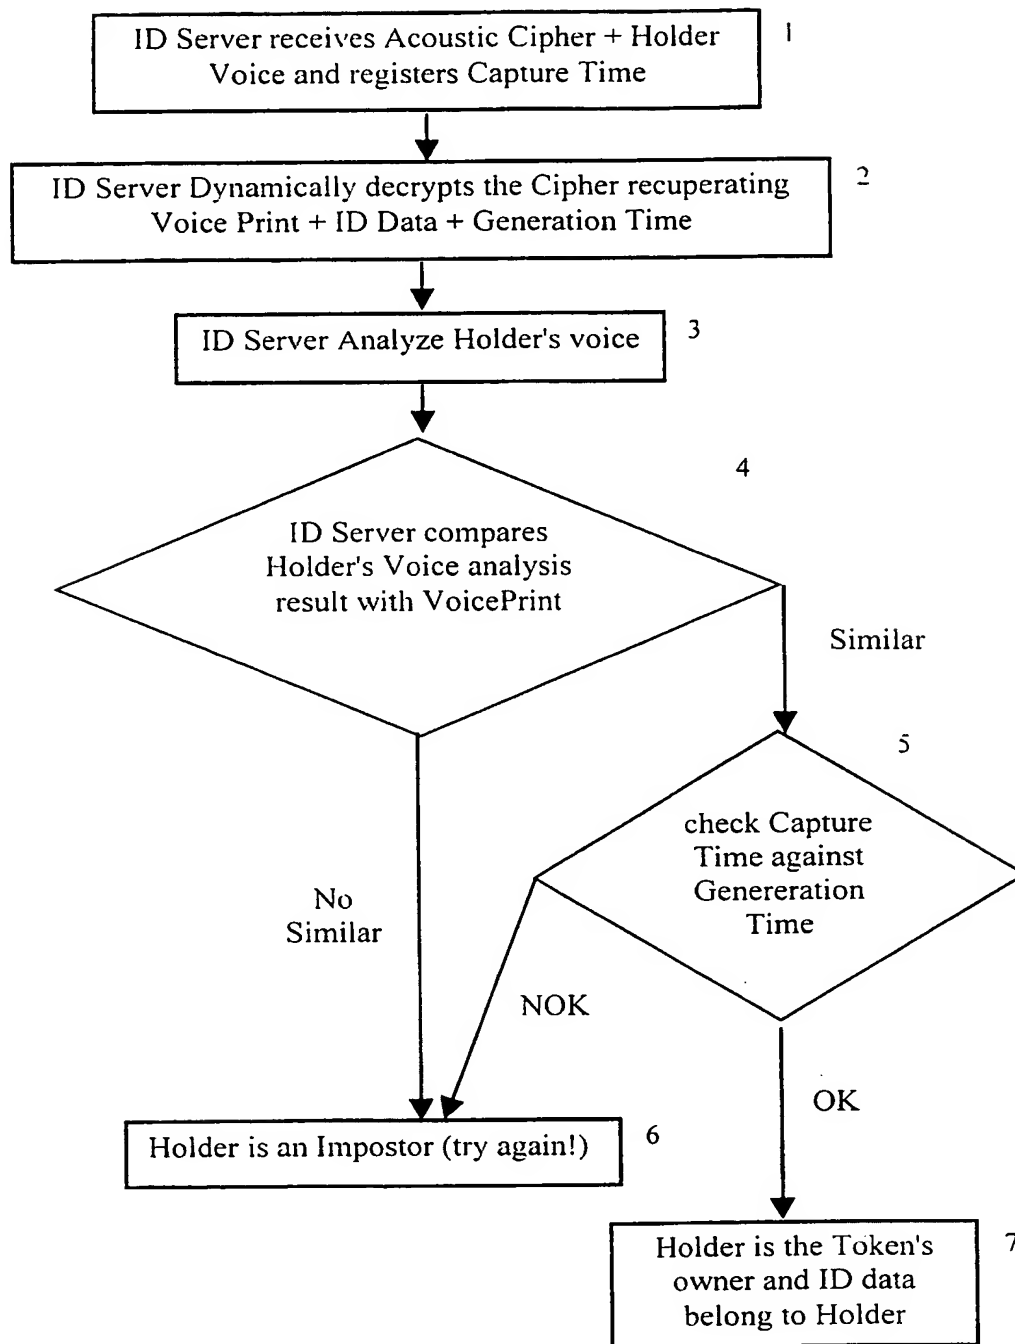 ID Server receives Acoustic Cipher + Holder
Voice and registers Capture Time
1
ID Server Dynamically decrypts the Cipher recuperating
Voice Print + ID Data + Generation Time
2
ID Server Analyze Holder's voice
3
4
ID Server compares
Holder's Voice analysis
result with VoicePrint
Similar
5
check Capture
Time against
Genereration
Time
No
Similar
NOK
OK
Holder is an Impostor (try again!)
6
Holder is the Token's
owner and ID data
belong to Holder
7